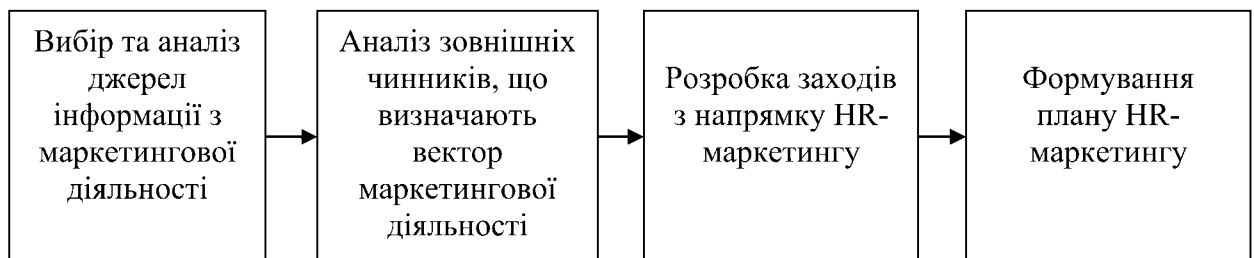 Вибір та аналіз
джерел
інформації з
маркетингової
діяльності
Аналіз зовнішніх
чинників, що
визначають
вектор
маркетингової
діяльності
Розробка заходів
з напрямку HR-
маркетингу
Формування
плану HR-
маркетингу